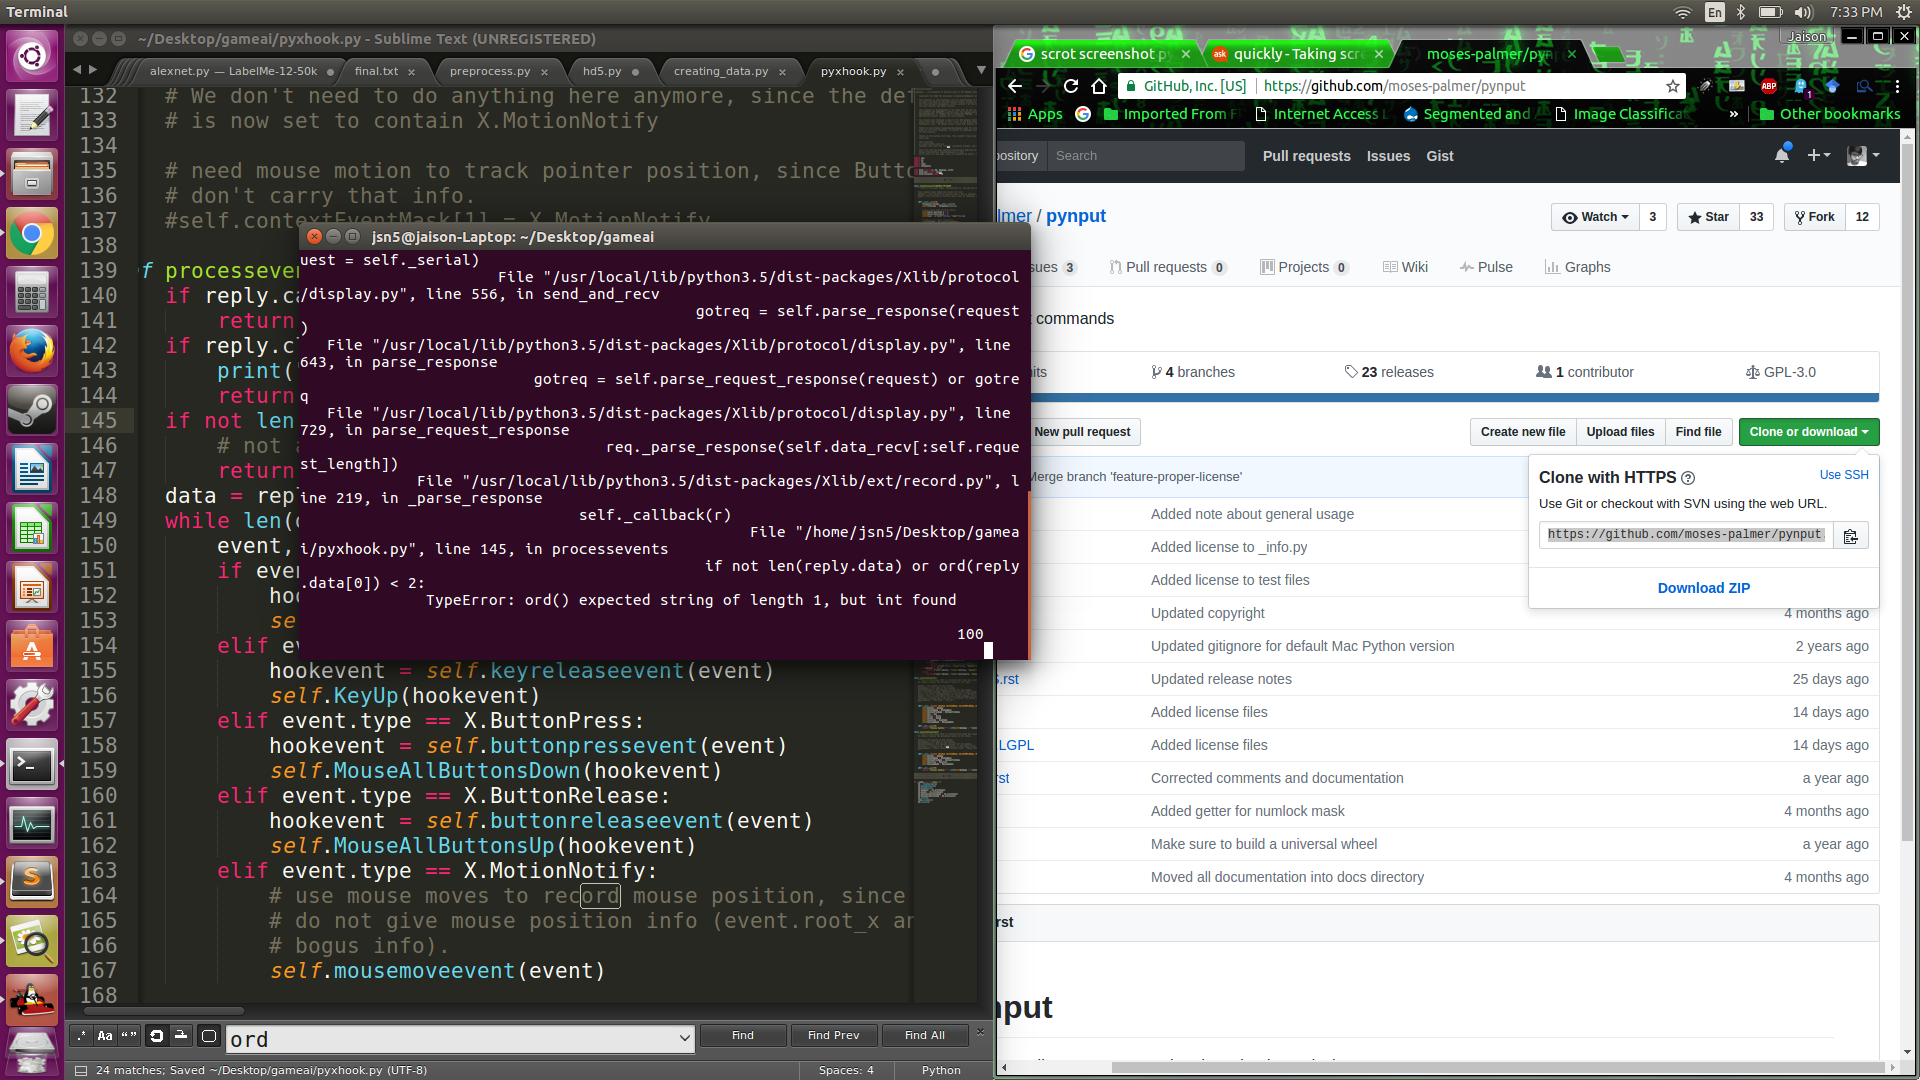 Terminal
En
7:33 PM
~/Desktop/gameai/pyxhook.py - Sublime Text (UNREGISTERED)
alexnet.py — LabelMe-12-50k
final.txt
preprocess.py
hd5.py
creating_data.py
pyxhook.py
132 # We don't need to do anything here anymore, since the de
133 # is now set to contain X.MotionNotify
134
135 # need mouse motion to track pointer position, since Butt
136 # don't carry that info.
137 #self.contextEventMask[1] = X.MotionNotify
138
139 f processeve
140 if reply.ca
141 return
142 if reply.cl
143 print(
144 return
145 if not len
146 # not a
147 return
148 data = repl
149 while len(
150 event,
151 if even
152 hoo
153 se
154 elif ev
155 hookevent = self.keyreleaseevent(event)
156 self.KeyUp(hookevent)
157 elif event.type == X.ButtonPress:
158 hookevent = self.buttonpressevent(event)
159 self.MouseAllButtonsDown(hookevent)
160 elif event.type == X.ButtonRelease:
161 hookevent = self.buttonreleaseevent(event)
162 self.MouseAllButtonsUp(hookevent)
163 elif event.type == X.MotionNotify:
164 # use mouse moves to record mouse position, since
165 # do not give mouse position info (event.root_x an
166 # bogus info).
167 self.mousemoveevent(event)
168
.* Aa “ ”
ord
Find
Find Prev
Find All
24 matches; Saved ~/Desktop/gameai/pyxhook.py (UTF-8)
Spaces: 4
Python
jsn5@jaison-Laptop: ~/Desktop/gameai
uest = self._serial)
File "/usr/local/lib/python3.5/dist-packages/Xlib/protocol
/display.py", line 556, in send_and_recv
gotreq = self.parse_response(request
)
File "/usr/local/lib/python3.5/dist-packages/Xlib/protocol/display.py", line
643, in parse_response
gotreq = self.parse_request_response(request) or gotre
q
File "/usr/local/lib/python3.5/dist-packages/Xlib/protocol/display.py", line
729, in parse_request_response
req._parse_response(self.data_recv[:self.reque
st_length])
File "/usr/local/lib/python3.5/dist-packages/Xlib/ext/record.py", l
ine 219, in _parse_response
self._callback(r)
File "/home/jsn5/Desktop/gamea
i/pyxhook.py", line 145, in processevents
if not len(reply.data) or ord(reply
.data[0]) < 2:
TypeError: ord() expected string of length 1, but int found
100
Jaison
scrot screenshot p
quickly - Taking scr
moses-palmer/pyn
GitHub, Inc. [US]
https://github.com/moses-palmer/pynput
ABP
1
Apps
Imported From F
Internet Access L
Segmented and
Image Classifica
»
Other bookmarks
ository
Search
Pull requests
Issues
Gist
lmer / pynput
Watch 3
Star 33
Fork 12
sues 3
Pull requests 0
Projects 0
Wiki
Pulse
Graphs
t commands
its
4 branches
23 releases
1 contributor
GPL-3.0
New pull request
Create new file
Upload files
Find file
Clone or download
Merge branch 'feature-proper-license'
Clone with HTTPS
Use SSH
Use Git or checkout with SVN using the web URL.
https://github.com/moses-palmer/pynput.
Download ZIP
Added note about general usage
Added license to _info.py
Added license to test files
Updated copyright 4 months ago
Updated gitignore for default Mac Python version 2 years ago
S.rst Updated release notes 25 days ago
Added license files 14 days ago
.LGPL Added license files 14 days ago
rst Corrected comments and documentation a year ago
Added getter for numlock mask 4 months ago
Make sure to build a universal wheel a year ago
Moved all documentation into docs directory 4 months ago
rst
nput